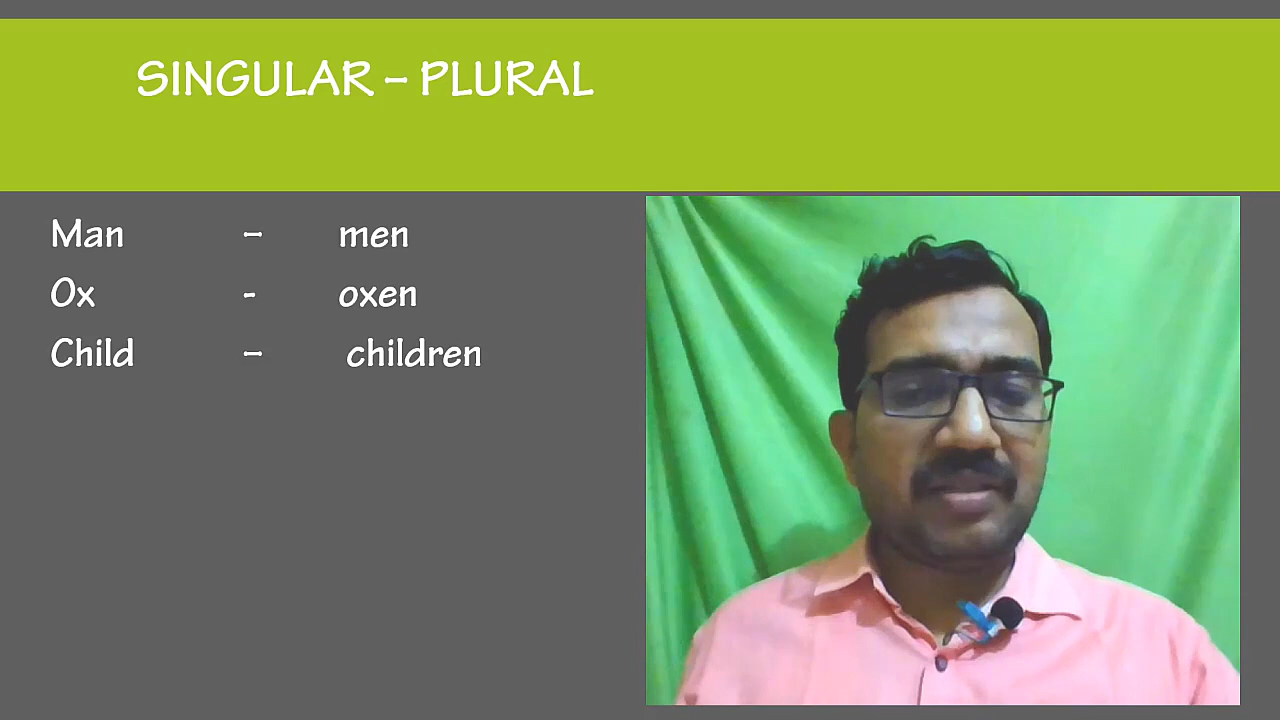 SINGULAR – PLURAL
Man – men
Ox - oxen
Child – children